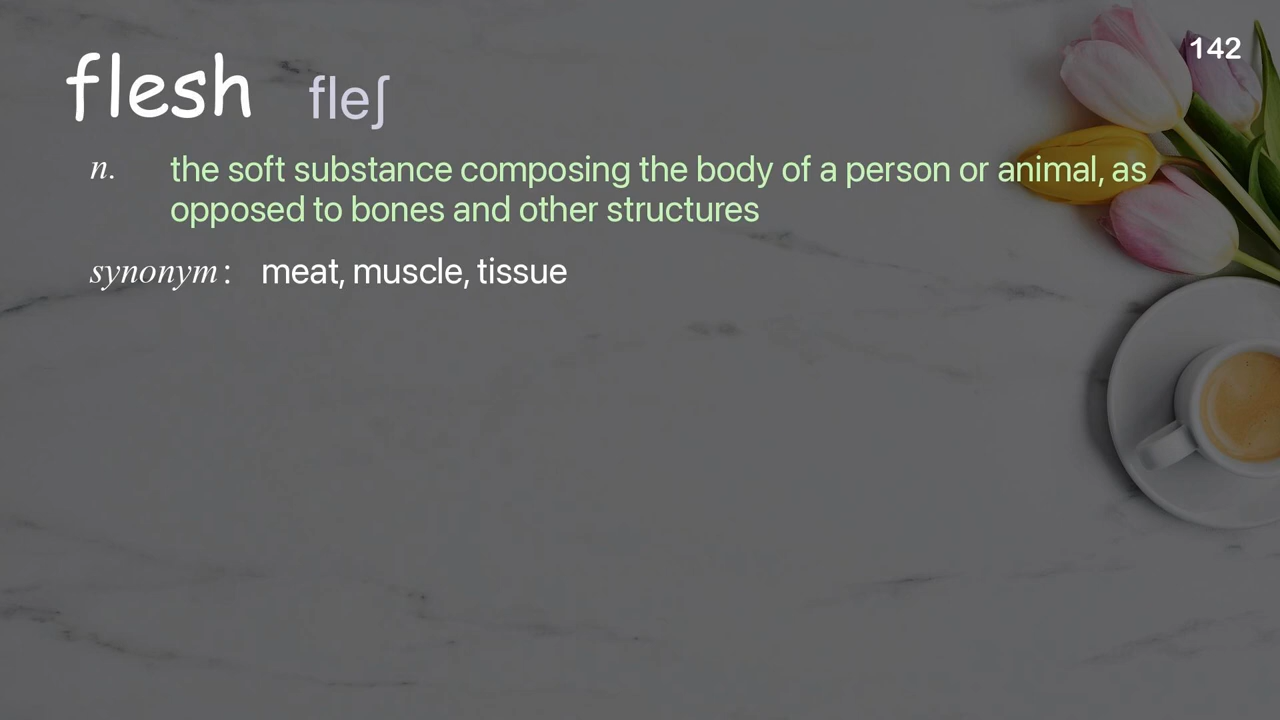 142
flesh fleʃ
n. the soft substance composing the body of a person or animal, as
opposed to bones and other structures
synonym: meat, muscle, tissue